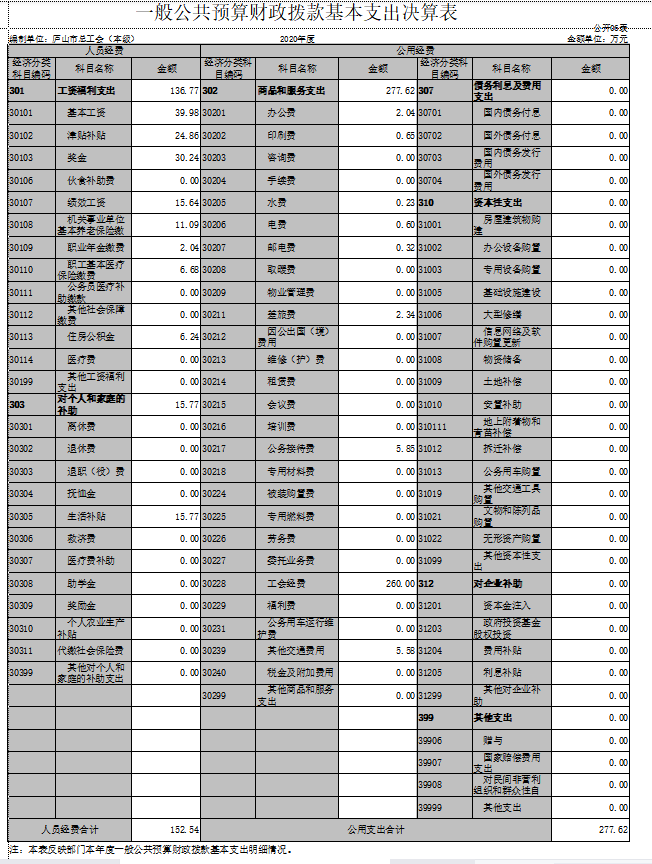 一般公共预算财政拨款基本支出决算表
公开06表
编制单位：庐山市总工会（本级） 2020年度 金额单位：万元
人员经费 公用经费
经济分类科目编码 科目名称 金额 经济分类科目编码 科目名称 金额 经济分类科目编码 科目名称 金额
301 工资福利支出 136.77 302 商品和服务支出 277.62 307 债务利息及费用支出 0.00
30101 基本工资 39.98 30201 办公费 2.04 30701 国内债务付息 0.00
30102 津贴补贴 24.86 30202 印刷费 0.65 30702 国外债务付息 0.00
30103 奖金 30.24 30203 咨询费 0.00 30703 国内债务发行费用 0.00
30106 伙食补助费 0.00 30204 手续费 0.00 30704 国外债务发行费用 0.00
30107 绩效工资 15.64 30205 水费 0.23 310 资本性支出 0.00
30108 机关事业单位基本养老保险缴 11.09 30206 电费 0.60 31001 房屋建筑物购建 0.00
30109 职业年金缴费 2.04 30207 邮电费 0.32 31002 办公设备购置 0.00
30110 职工基本医疗保险缴费 6.68 30208 取暖费 0.00 31003 专用设备购置 0.00
30111 公务员医疗补助缴款 0.00 30209 物业管理费 0.00 31005 基础设施建设 0.00
30112 其他社会保障缴费 0.00 30211 差旅费 2.34 31006 大型修缮 0.00
30113 住房公积金 6.24 30212 因公出国（境）费用 0.00 31007 信息网络及软件购置更新 0.00
30114 医疗费 0.00 30213 维修（护）费 0.00 31008 物资储备 0.00
30199 其他工资福利支出 0.00 30214 租赁费 0.00 31009 土地补偿 0.00
303 对个人和家庭的补助 15.77 30215 会议费 0.00 31010 安置补助 0.00
30301 离休费 0.00 30216 培训费 0.00 310111 地上附着物和青苗补偿 0.00
30302 退休费 0.00 30217 公务接待费 5.85 31012 拆迁补偿 0.00
30303 退职（役）费 0.00 30218 专用材料费 0.00 31013 公务用车购置 0.00
30304 抚恤金 0.00 30224 被装购置费 0.00 31019 其他交通工具购置 0.00
30305 生活补贴 15.77 30225 专用燃料费 0.00 31021 文物和陈列品购置 0.00
30306 救济费 0.00 30226 劳务费 0.00 31022 无形资产购置 0.00
30307 医疗费补助 0.00 30227 委托业务费 0.00 31099 其他资本性支出 0.00
30308 助学金 0.00 30228 工会经费 260.00 312 对企业补助 0.00
30309 奖励金 0.00 30229 福利费 0.00 31201 资本金注入 0.00
30310 个人农业生产补贴 0.00 30231 公务用车运行维护费 0.00 31203 政府投资基金股权投资 0.00
30311 代缴社会保险费 0.00 30239 其他交通费用 5.58 31204 费用补贴 0.00
30399 其他对个人和家庭的补助支出 0.00 30240 税金及附加费用 0.00 31205 利息补贴 0.00
30299 其他商品和服务支出 0.00 31299 其他对企业补助 0.00
399 其他支出 0.00
39906 赠与 0.00
39907 国家赔偿费用支出 0.00
39908 对民间非营利组织和群众性自 0.00
39999 其他支出 0.00
人员经费合计 152.54 公用支出合计 277.62
注：本表反映部门本年度一般公共预算财政拨款基本支出明细情况。